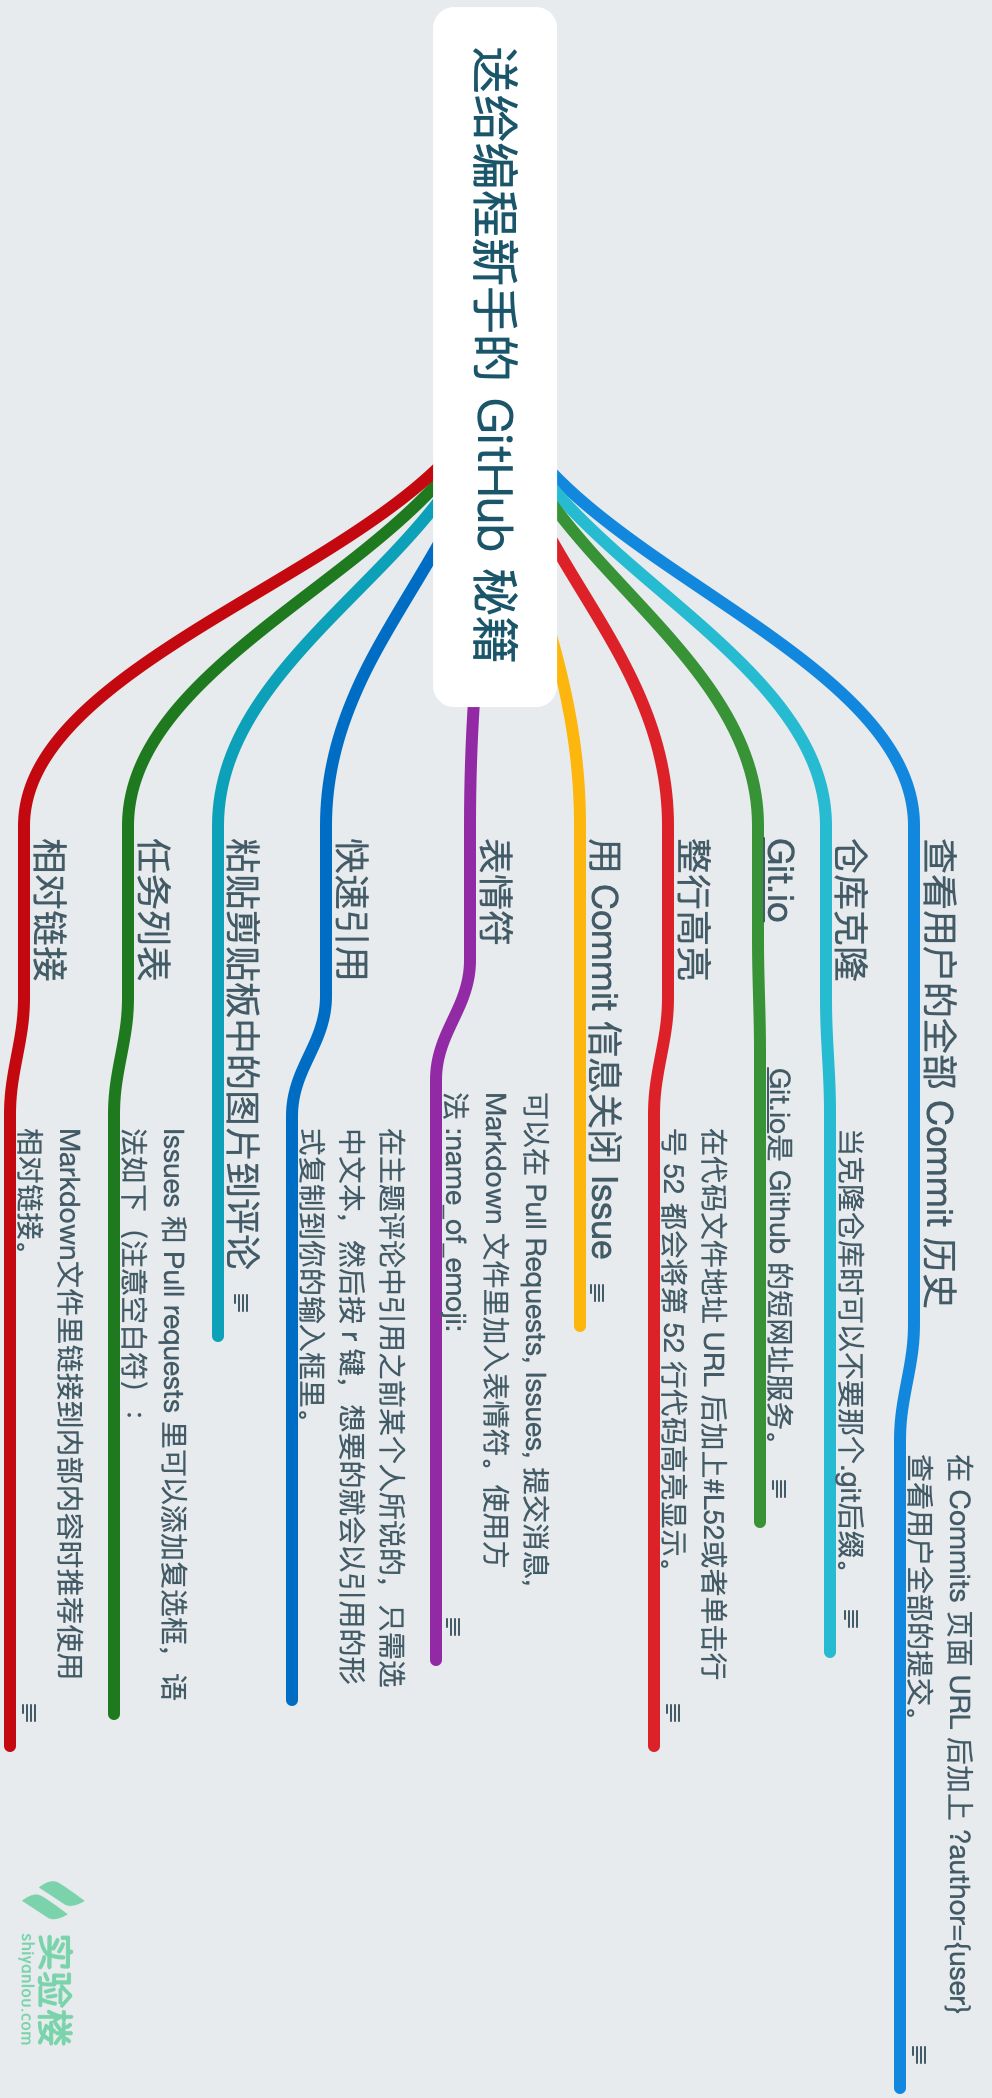 送给编程新手的 GitHub 秘籍
查看用户的全部 Commit 历史
在 Commits 页面 URL 后加上 ?author={user}
查看用户全部的提交。
仓库克隆
当克隆仓库时可以不要那个.git后缀。
Git.io
Git.io是 Github 的短网址服务。
整行高亮
在代码文件地址 URL 后加上#L52或者单击行
号 52 都会将第 52 行代码高亮显示。
用 Commit 信息关闭 Issue
表情符
可以在 Pull Requests, Issues, 提交消息,
Markdown 文件里加入表情符。使用方
法 :name_of_emoji:
快速引用
在主题评论中引用之前某个人所说的，只需选
中文本，然后按 r 键，想要的就会以引用的形
式复制到你的输入框里。
粘贴剪贴板中的图片到评论
任务列表
Issues 和 Pull requests 里可以添加复选框，语
法如下（注意空白符）:
相对链接
Markdown文件里链接到内部内容时推荐使用
相对链接。
实验楼
shiyanlou.com